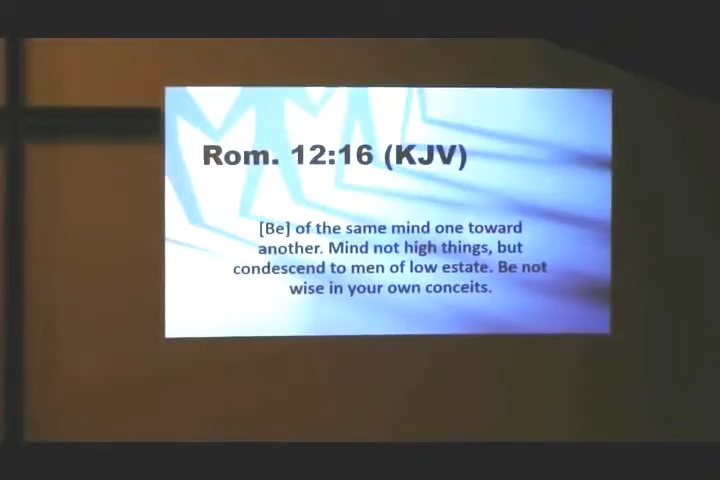 Rom. 12:16 (KJV)
[Be] of the same mind one toward
another. Mind not high things, but
condescend to men of low estate. Be not
wise in your own conceits.